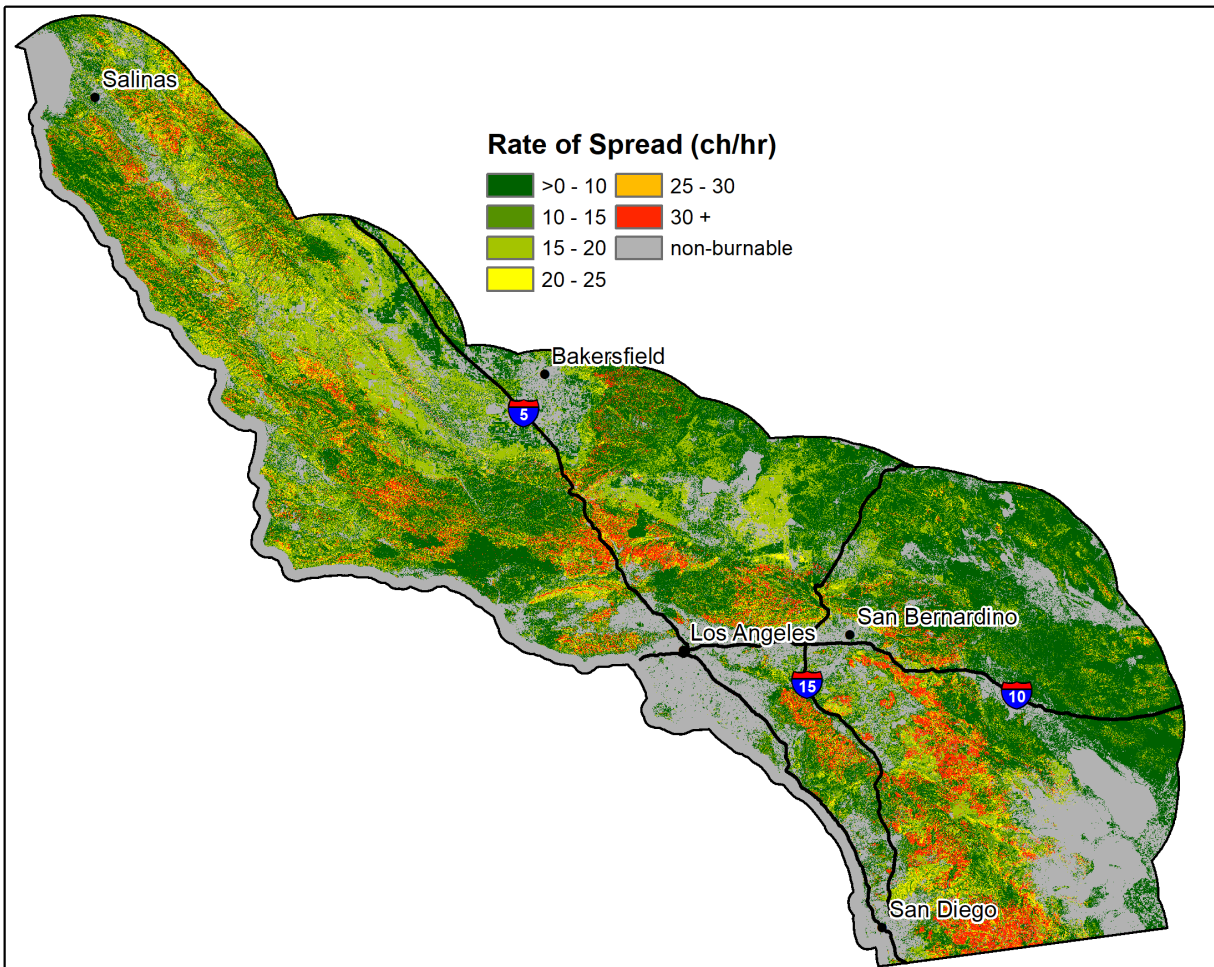 Salinas
Rate of Spread (ch/hr)
>0 - 10
25 - 30
10 - 15
30 +
15 - 20
non-burnable
20 - 25
Bakersfield
5
San Bernardino
Los Angeles
15
10
San Diego